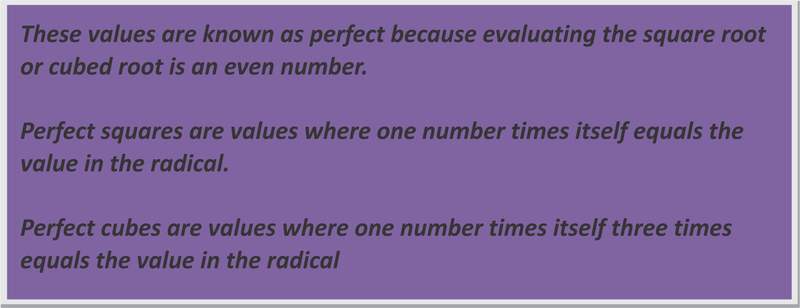 These values are known as perfect because evaluating the square root
or cubed root is an even number.
Perfect squares are values where one number times itself equals the
value in the radical.
Perfect cubes are values where one number times itself three times
equals the value in the radical